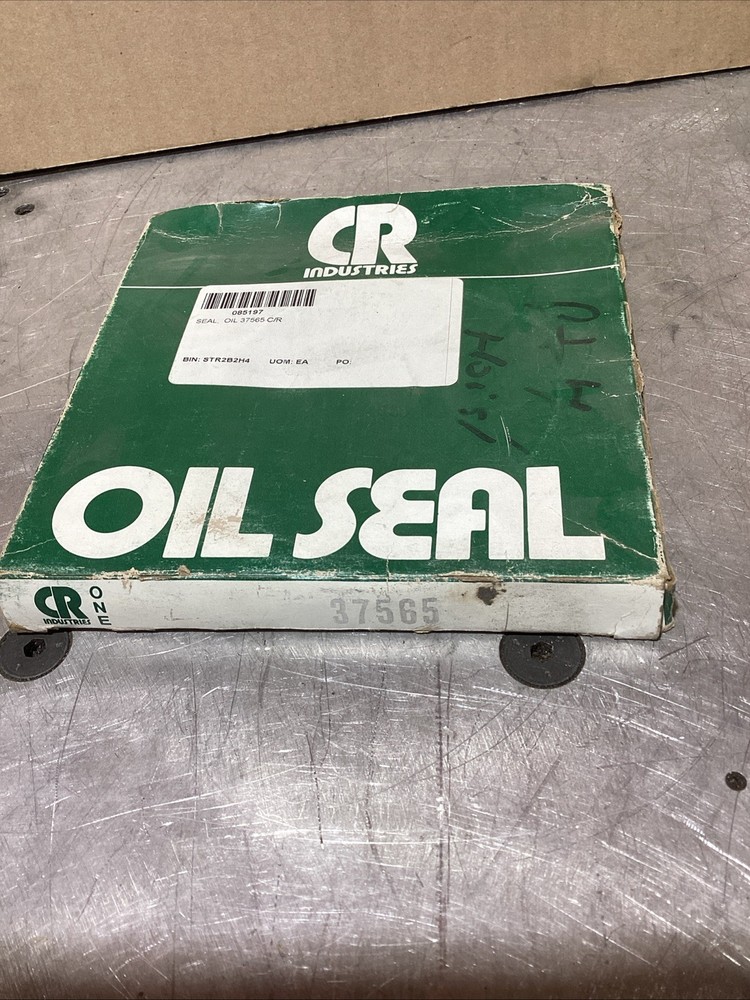 CR
INDUSTRIES
085197
SEAL, OIL 37565 C/R
BIN: STR2B2H4 UOM: EA PO:
OIL SEAL
CR
INDUSTRIES
ONE
37565